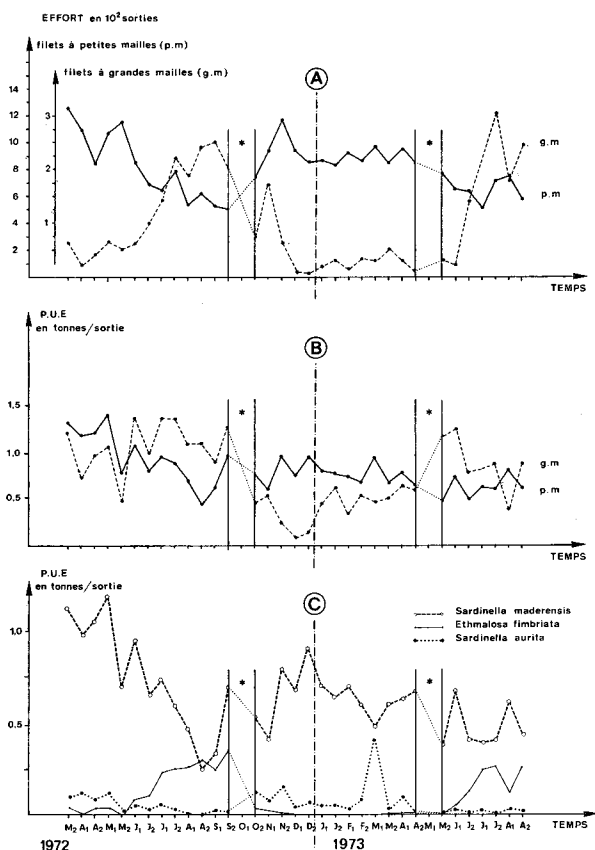 EFFORT en 10² sorties
filets à petites mailles (p.m)
filets à grandes mailles (g.m)
A
14
12
10
8
6
4
2
3
2
1
*
*
g.m
p.m
TEMPS
P.U.E
en tonnes/sortie
B
1,5
1,0
0,5
*
*
g.m
p.m
TEMPS
P.U.E
en tonnes/sortie
C
Sardinella maderensis
Ethmalosa fimbriata
Sardinella aurita
1,0
0,5
*
*
M₂ A₁ A₂ M₁ M₂ J₁ J₂ J₁ J₂ A₁ A₂ S₁ S₂ O₁ O₂ N₁ N₂ D₁ D₂ J₁ J₂ F₁ F₂ M₁ M₂ A₁ A₂ M₁ M₂ J₁ J₂ J₁ J₂ A₁ A₂
TEMPS
1972 1973